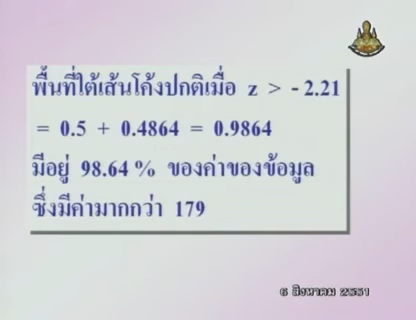 พื้นที่ใต้เส้นโค้งปกติเมื่อ z > - 2.21
= 0.5 + 0.4864 = 0.9864
มีอยู่ 98.64 % ของค่าของข้อมูล
ซึ่งมีค่ามากกว่า 179
6 สิงหาคม 2551